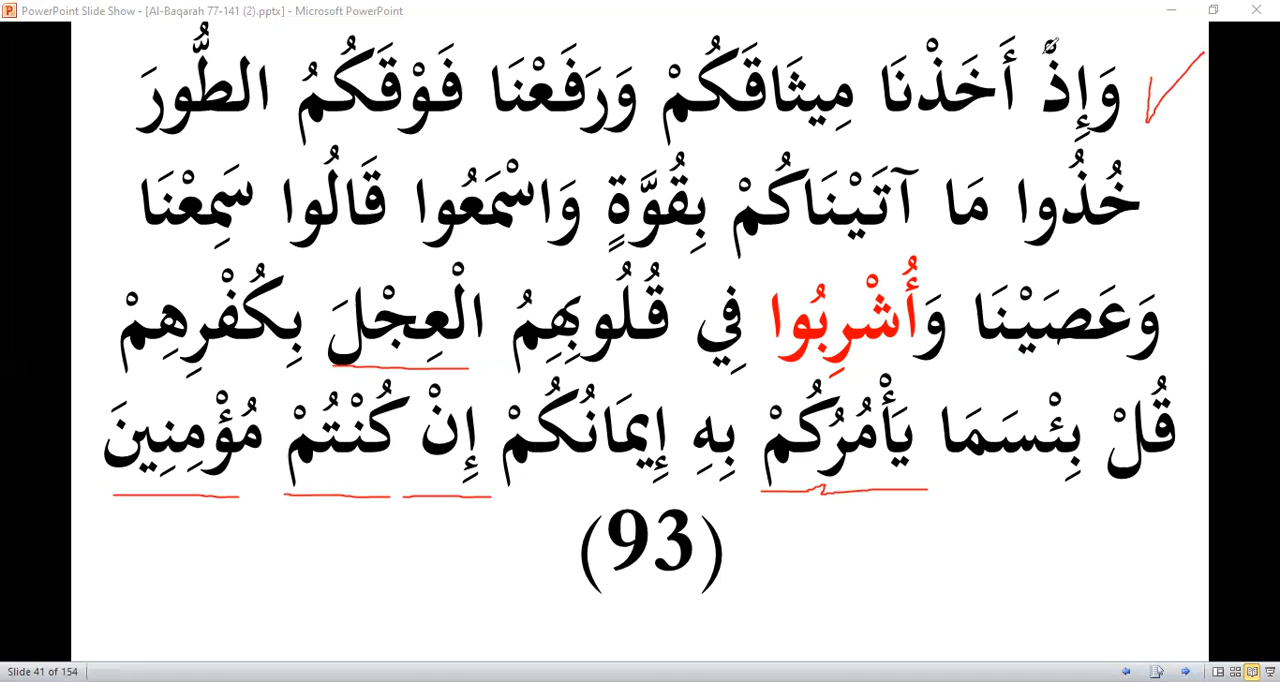 PowerPoint Slide Show - [Al-Baqarah 77-141 (2).pptx] - Microsoft PowerPoint
وَإِذْ أَخَذْنَا مِيثَاقَكُمْ وَرَفَعْنَا فَوْقَكُمُ الطُّورَ
خُذُوا مَا آتَيْنَاكُمْ بِقُوَّةٍ وَاسْمَعُوا قَالُوا سَمِعْنَا
وَعَصَيْنَا وَأُشْرِبُوا فِي قُلُوبِهِمُ الْعِجْلَ بِكُفْرِهِمْ
قُلْ بِئْسَمَا يَأْمُرُكُمْ بِهِ إِيمَانُكُمْ إِنْ كُنْتُمْ مُؤْمِنِينَ
(93)
Slide 41 of 154